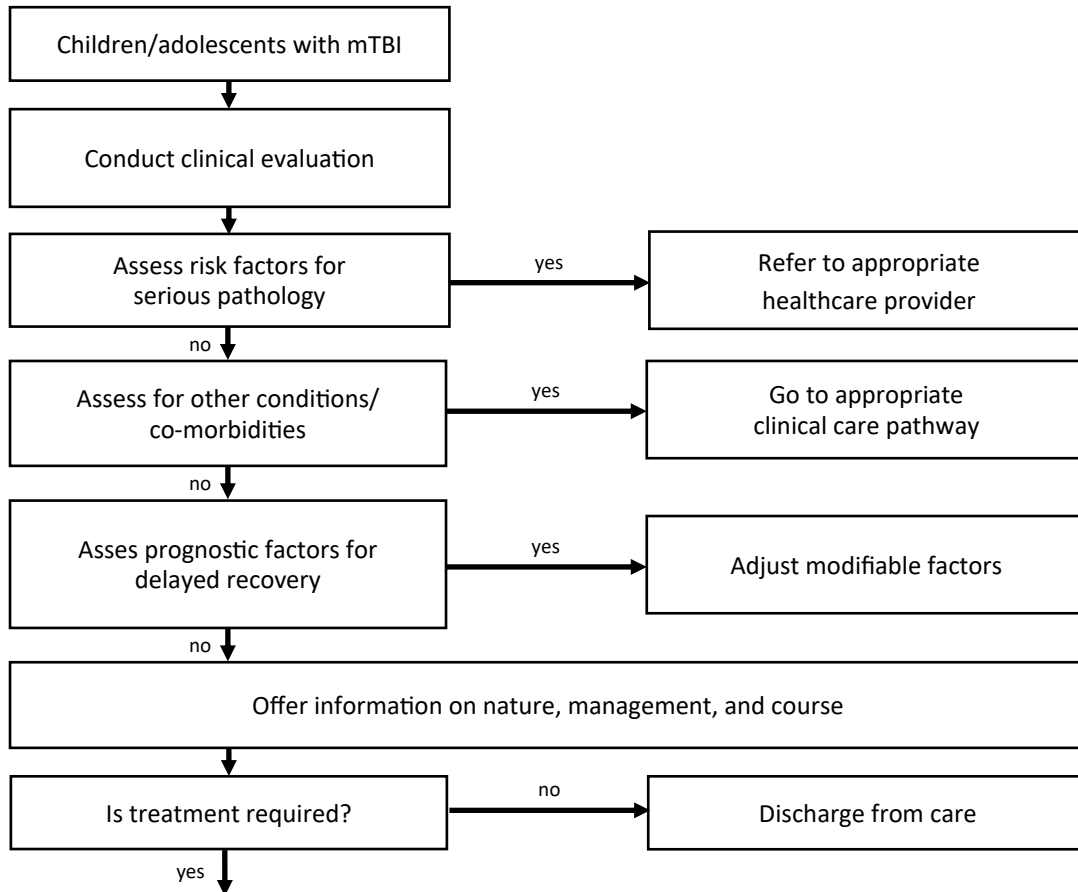 Children/adolescents with mTBI
Conduct clinical evaluation
Assess risk factors for
serious pathology
yes
Refer to appropriate
healthcare provider
no
Assess for other conditions/
co-morbidities
yes
Go to appropriate
clinical care pathway
no
Asses prognostic factors for
delayed recovery
yes
Adjust modifiable factors
no
Offer information on nature, management, and course
Is treatment required?
no
Discharge from care
yes